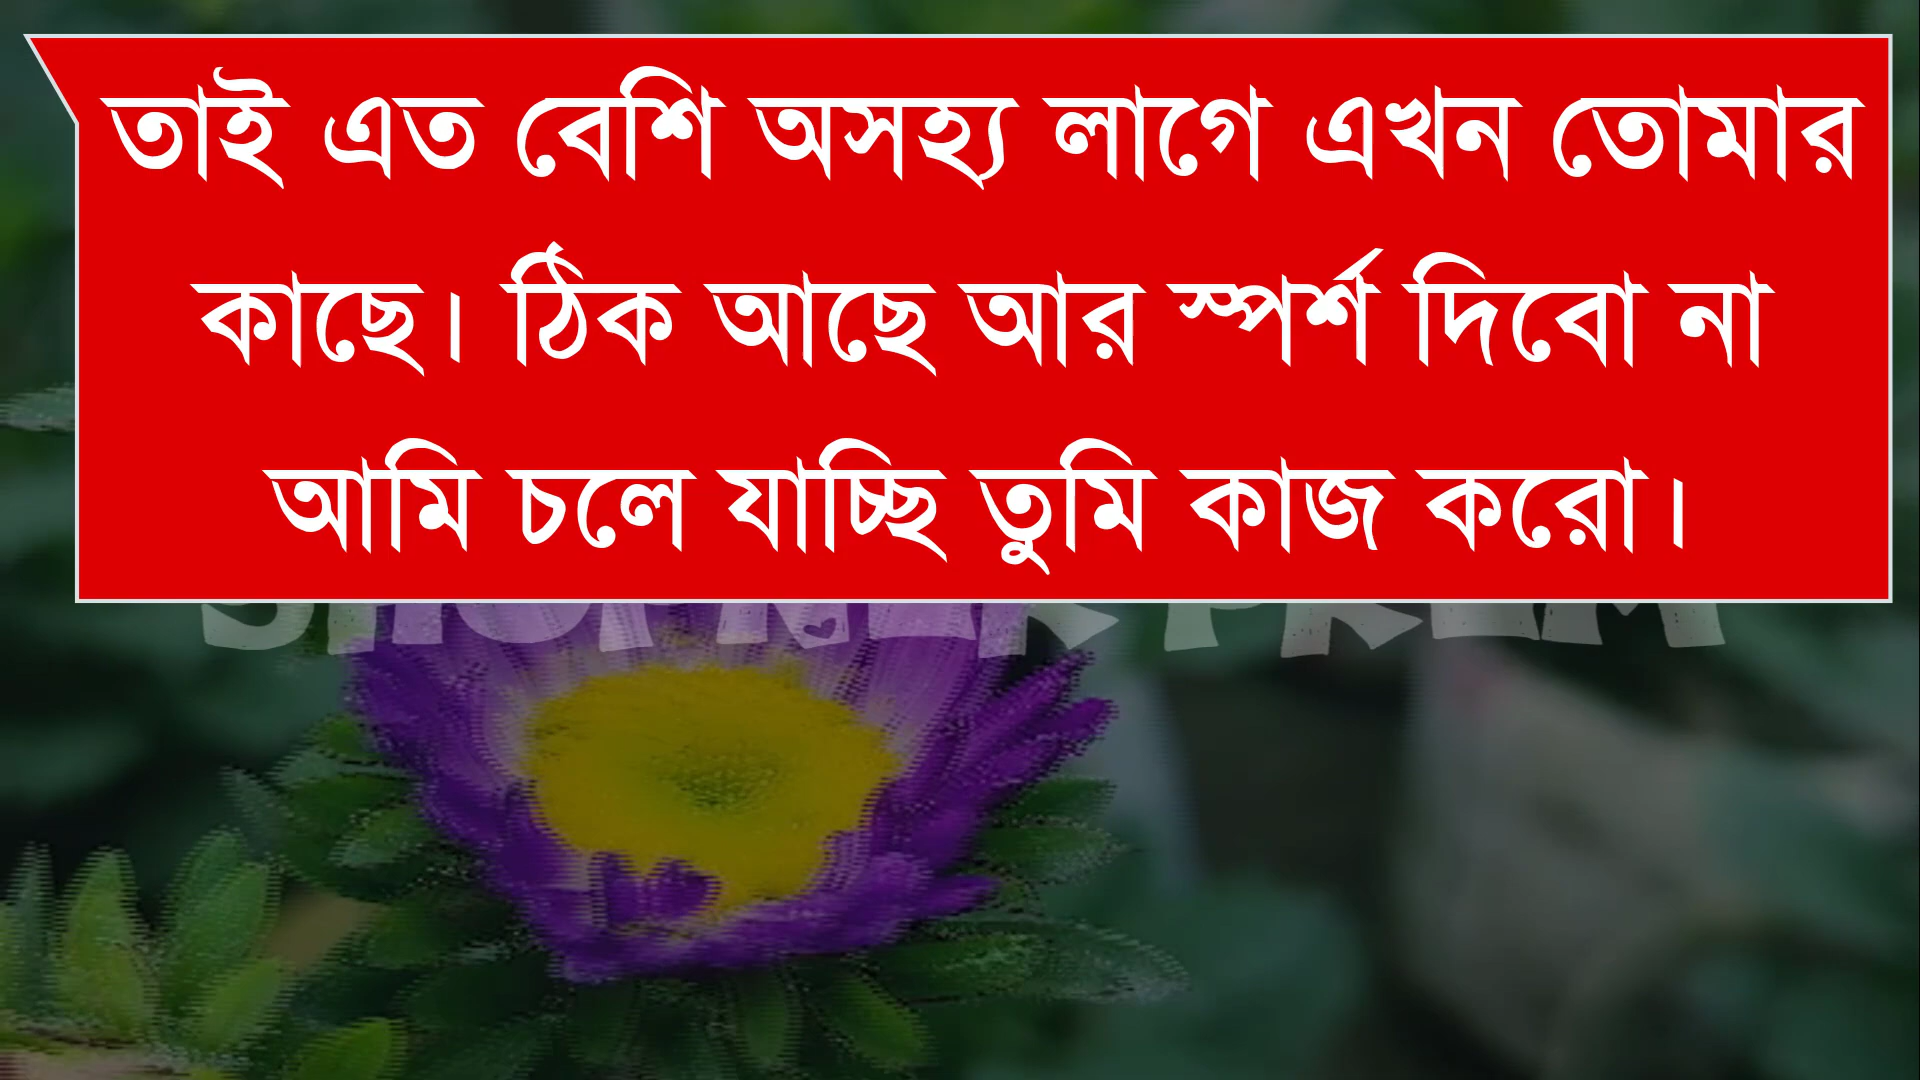 তাই এত বেশি অসহ্য লাগে এখন তোমার
কাছে। ঠিক আছে আর স্পর্শ দিবো না
আমি চলে যাচ্ছি তুমি কাজ করো।